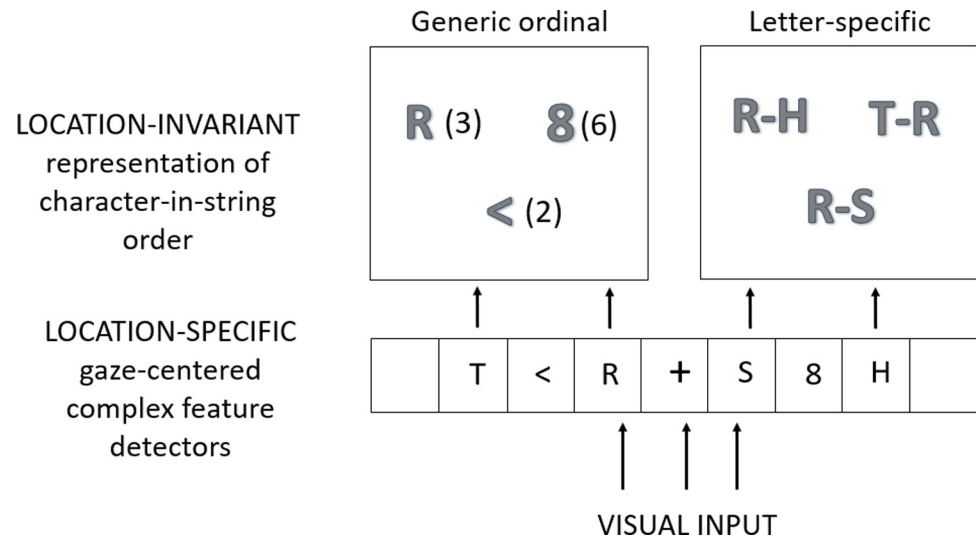 Generic ordinal
Letter-specific
LOCATION-INVARIANT
representation of
character-in-string
order
R (3) 8 (6)
< (2)
R-H T-R
R-S
LOCATION-SPECIFIC
gaze-centered
complex feature
detectors
T < R + S 8 H
VISUAL INPUT